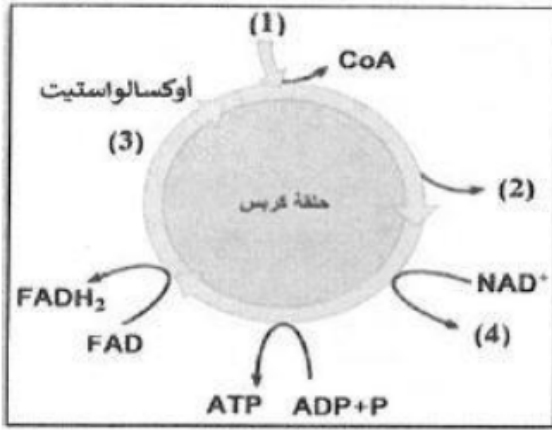 (1)
CoA
أوكسالواستيت
(3)
(2)
حلقة كربس
NAD⁺
FADH₂
(4)
FAD
ATP ADP+P